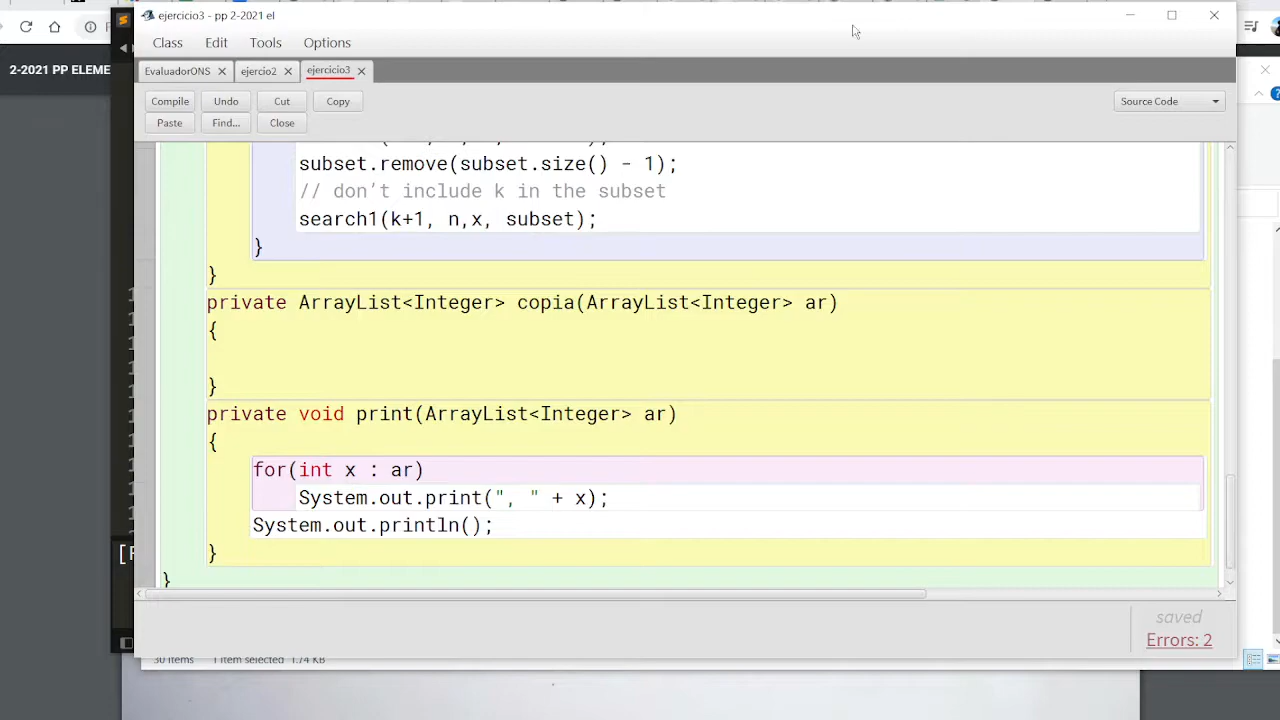 ejercicio3 - pp 2-2021 el
Class Edit Tools Options
2-2021 PP ELEME
EvaluadorONS ejercio2 ejercicio3
Compile Undo Cut Copy
Source Code
Paste Find... Close
subset.remove(subset.size() - 1);
// don't include k in the subset
search1(k+1, n,x, subset);
}
}
private ArrayList<Integer> copia(ArrayList<Integer> ar)
{
}
private void print(ArrayList<Integer> ar)
{
for(int x : ar)
System.out.print(", " + x);
System.out.println();
}
}
saved
Errors: 2
30 items 1 item selected 1.74 KB